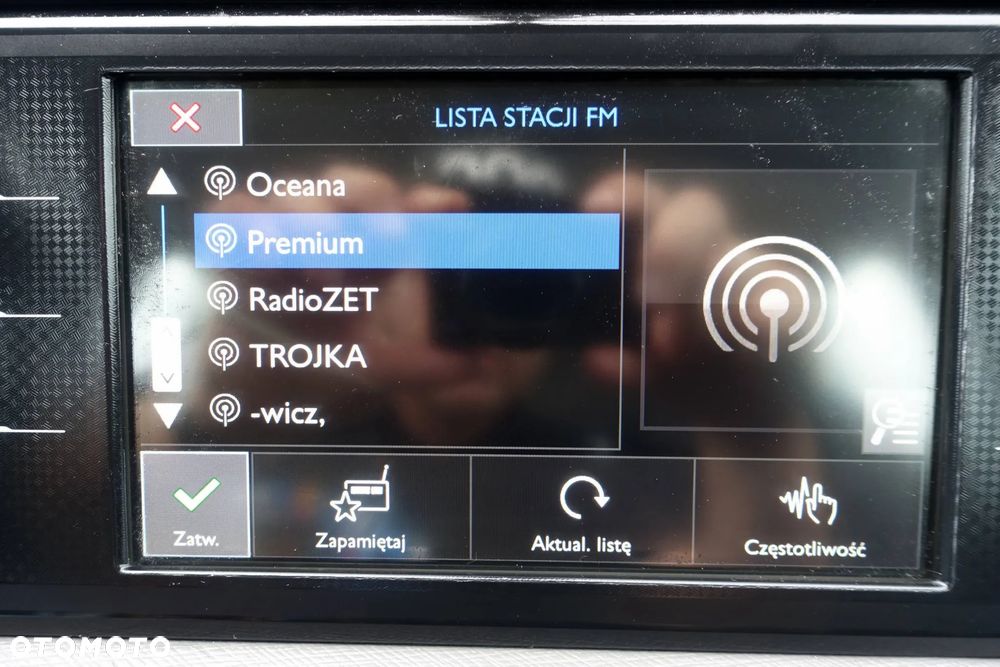 LISTA STACJI FM
Oceana
Premium
RadioZET
TROJKA
-wicz,
Zatw.
Zapamiętaj
Aktual. listę
Częstotliwość
OTOMOTO